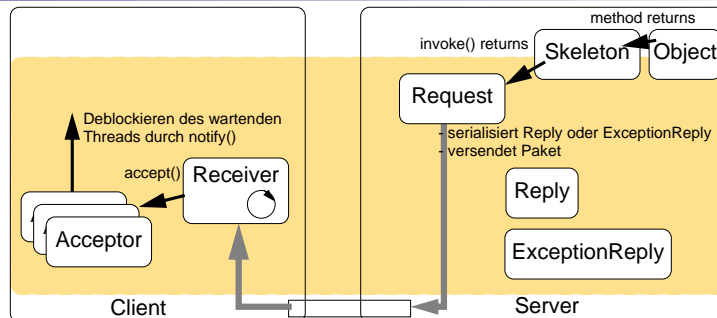 method returns
invoke() returns
Skeleton
Object
Request
- serialisiert Reply oder ExceptionReply
- versendet Paket
Deblockieren des wartenden
Threads durch notify()
accept()
Receiver
Acceptor
Reply
ExceptionReply
Client
Server